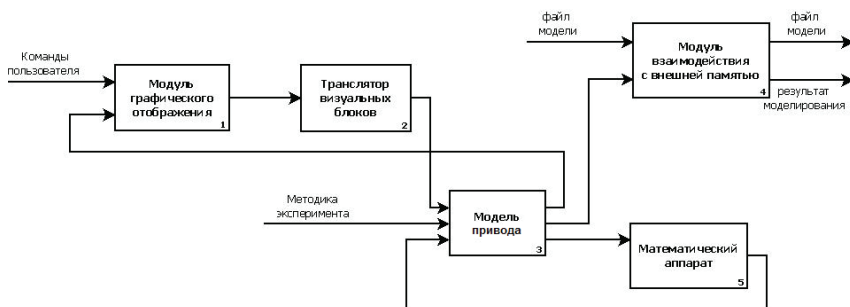 файл
модели
файл
модели
Модуль
взаимодействия
с внешней памятью
4
результат
моделирования
Команды
пользователя
Модуль
графического
отображения
1
Транслятор
визуальных
блоков
2
Методика
эксперимента
Модель
привода
3
Математический
аппарат
5